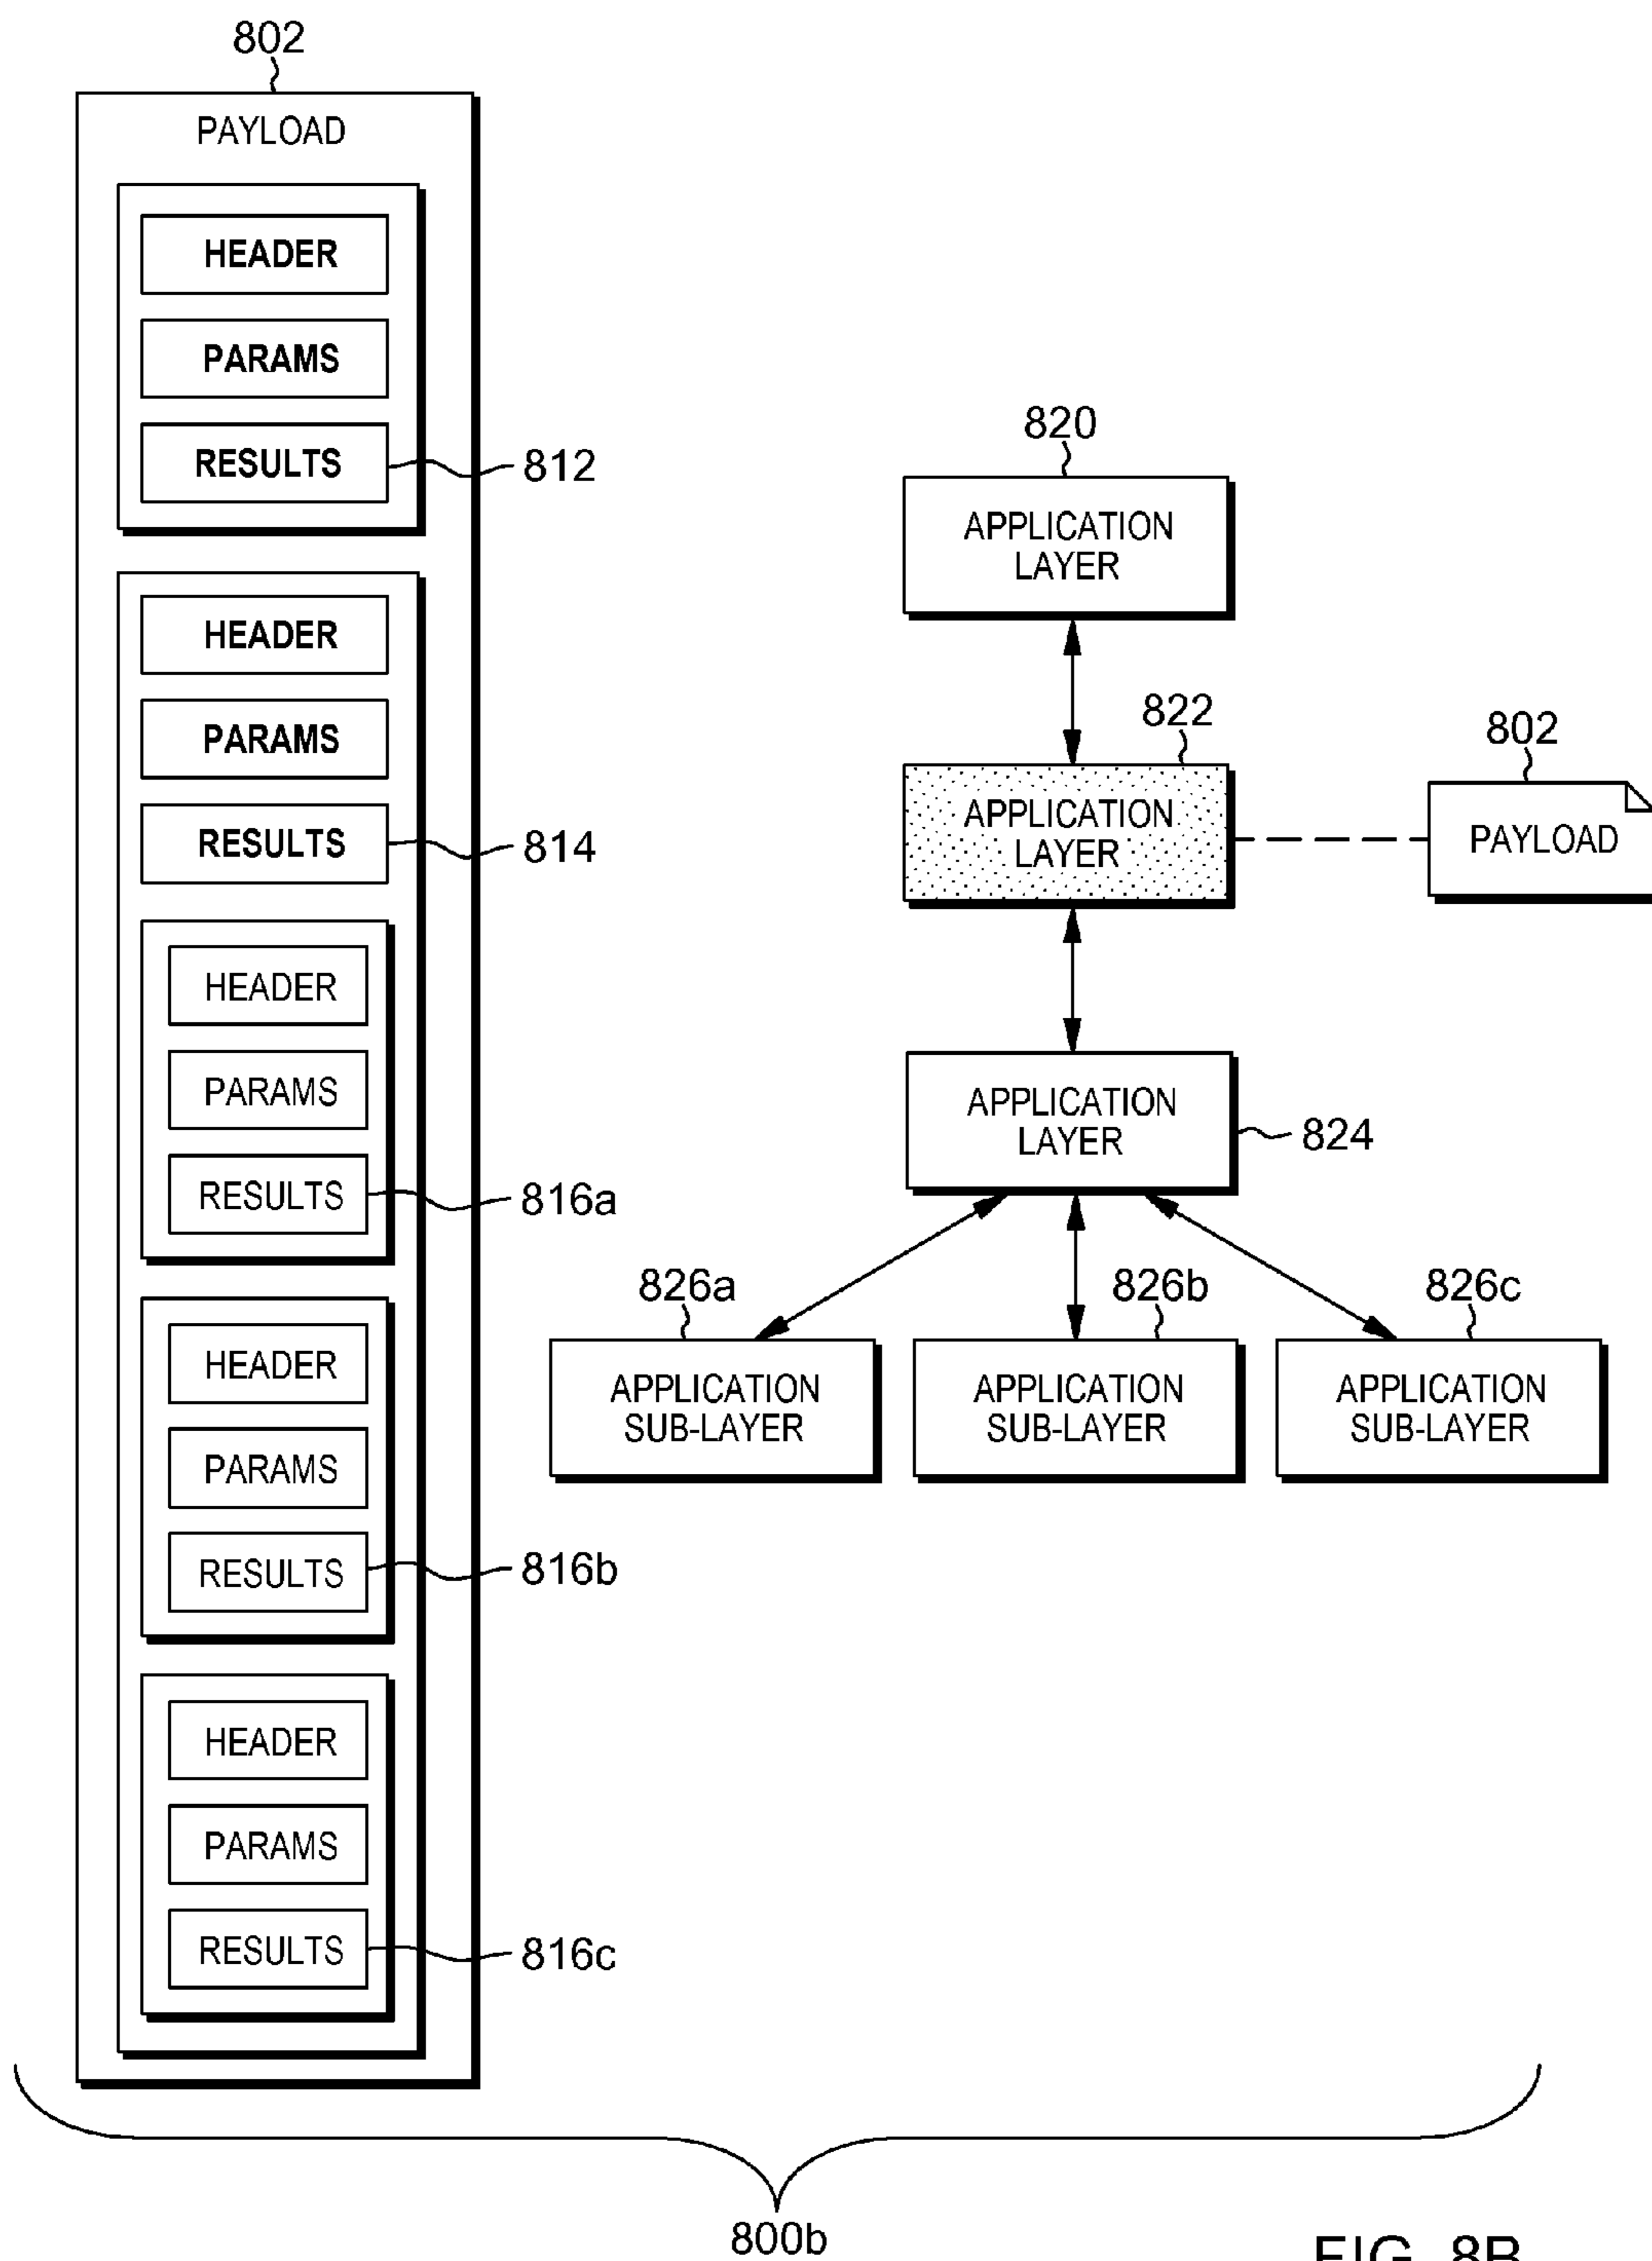 802
PAYLOAD
HEADER
PARAMS
RESULTS
812
HEADER
PARAMS
RESULTS
814
HEADER
PARAMS
RESULTS
816a
HEADER
PARAMS
RESULTS
816b
HEADER
PARAMS
RESULTS
816c
820
APPLICATION
LAYER
822
APPLICATION
LAYER
802
PAYLOAD
APPLICATION
LAYER
824
826a
APPLICATION
SUB-LAYER
826b
APPLICATION
SUB-LAYER
826c
APPLICATION
SUB-LAYER
800b
FIG. 8B